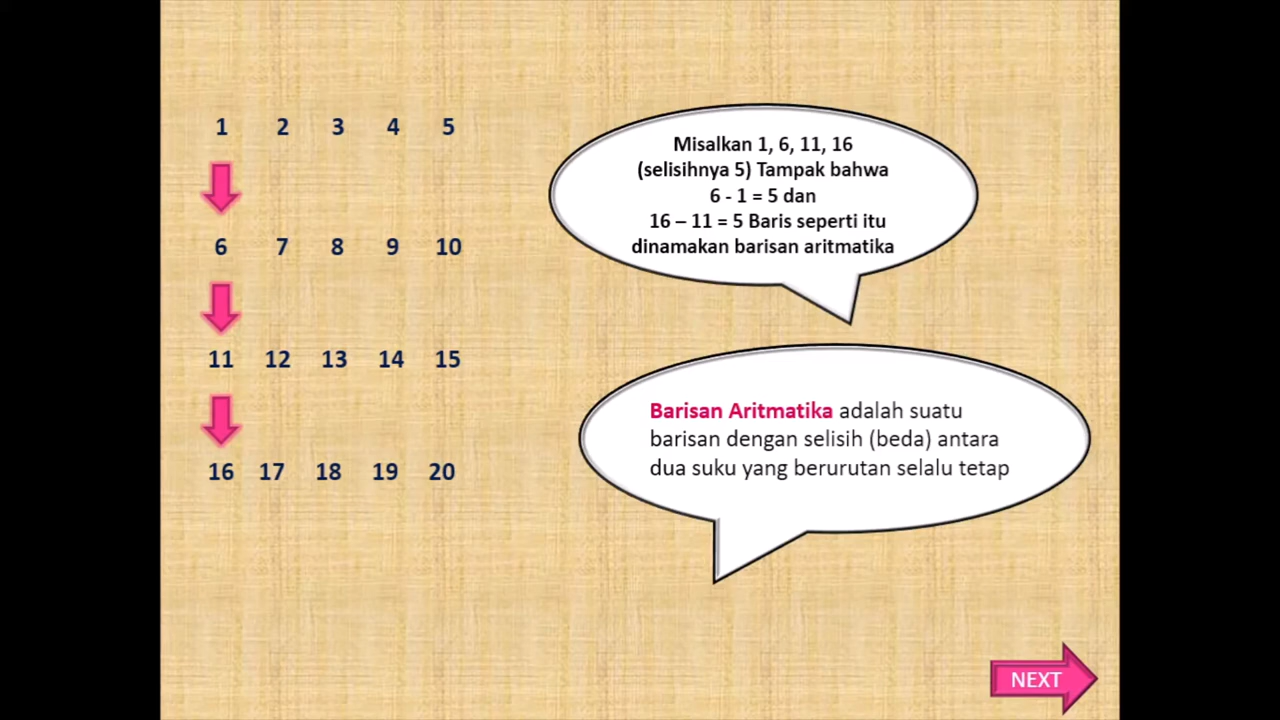 1 2 3 4 5
6 7 8 9 10
11 12 13 14 15
16 17 18 19 20
Misalkan 1, 6, 11, 16
(selisihnya 5) Tampak bahwa
6 - 1 = 5 dan
16 – 11 = 5 Baris seperti itu
dinamakan barisan aritmatika
Barisan Aritmatika adalah suatu
barisan dengan selisih (beda) antara
dua suku yang berurutan selalu tetap
NEXT